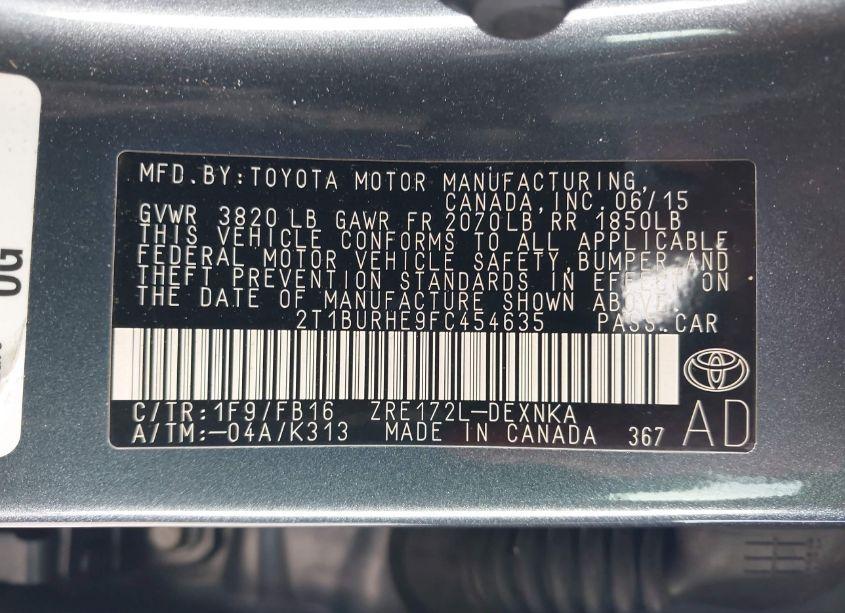 MFD.BY:TOYOTA MOTOR MANUFACTURING,
CANADA,INC.06/15
GVWR 3820 LB GAWR FR 2070LB RR 1850LB
THIS VEHICLE CONFORMS TO ALL APPLICABLE
FEDERAL MOTOR VEHICLE SAFETY,BUMPER AND
THEFT PREVENTION STANDARDS IN EFFECT ON
THE DATE OF MANUFACTURE SHOWN ABOVE.
2T1BURHE9FC454635 PASS.CAR
C/TR:1F9/FB16 ZRE172L-DEXNKA
A/TM:-04A/K313 MADE IN CANADA 367 AD
OG